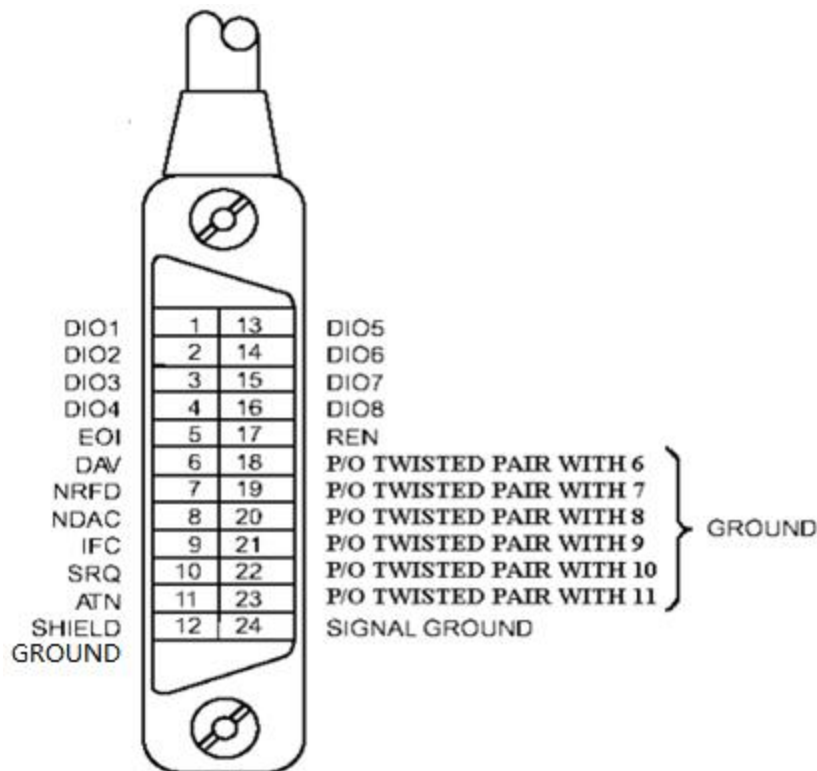 DIO1 1 13 DIO5
DIO2 2 14 DIO6
DIO3 3 15 DIO7
DIO4 4 16 DIO8
EOI 5 17 REN
DAV 6 18 P/O TWISTED PAIR WITH 6
NRFD 7 19 P/O TWISTED PAIR WITH 7
NDAC 8 20 P/O TWISTED PAIR WITH 8
IFC 9 21 P/O TWISTED PAIR WITH 9
SRQ 10 22 P/O TWISTED PAIR WITH 10
ATN 11 23 P/O TWISTED PAIR WITH 11
GROUND
SHIELD 12 24 SIGNAL GROUND
GROUND